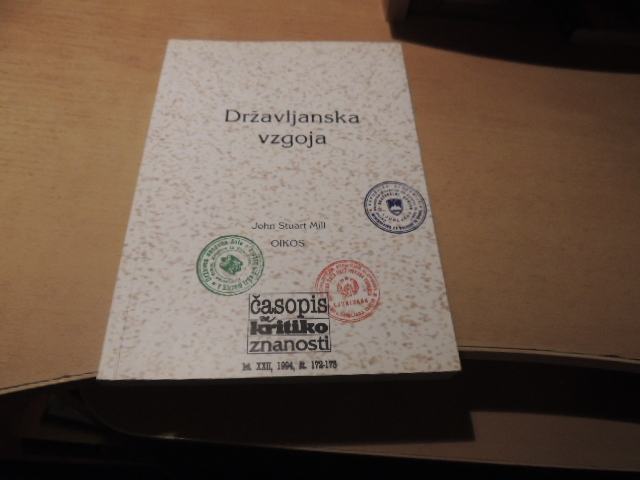 Državljanska
vzgoja
John Stuart Mill
OIKOS
časopis
za
kritiko
znanosti
let. XXII, 1994, št. 172-173